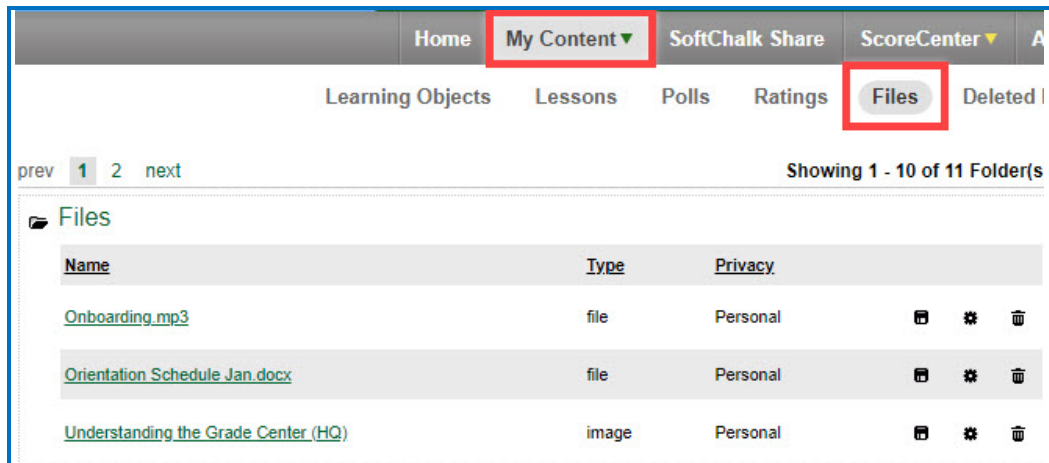 Home My Content ▼ SoftChalk Share ScoreCenter ▼ A
Learning Objects Lessons Polls Ratings Files Deleted
prev 1 2 next Showing 1 - 10 of 11 Folder(s
Files
Name Type Privacy
Onboarding.mp3 file Personal
Orientation Schedule Jan.docx file Personal
Understanding the Grade Center (HQ) image Personal